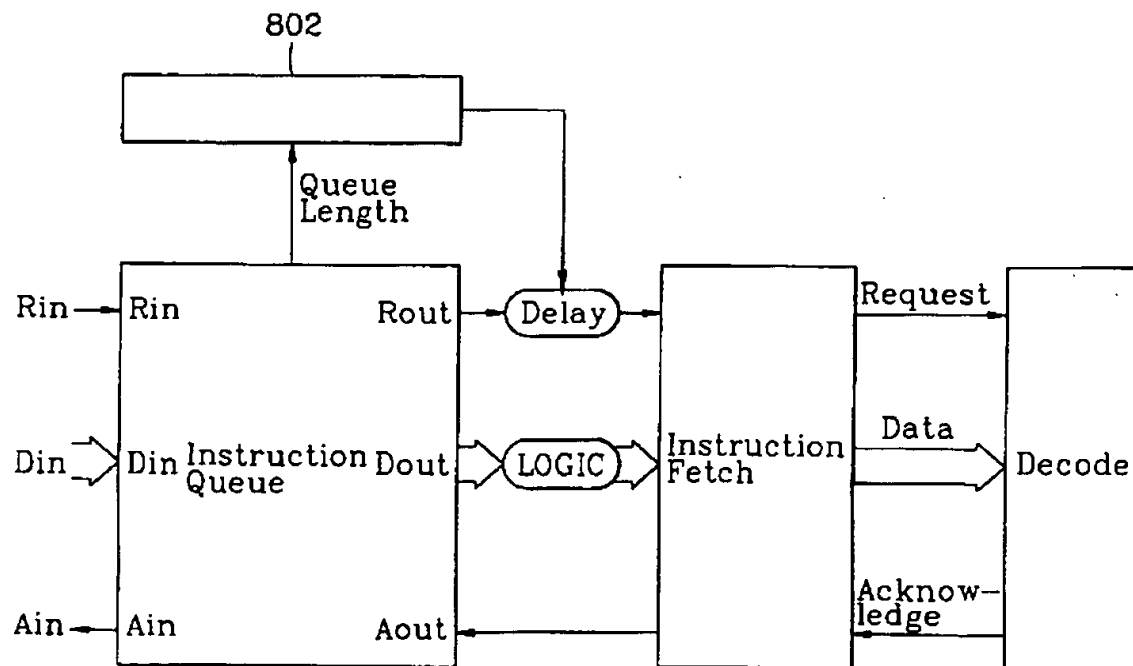 802
Queue
Length
Rin
Rin
Rout
Delay
Request
Din
Din
Instruction
Queue
Dout
LOGIC
Instruction
Fetch
Data
Decode
Ain
Ain
Aout
Acknow-
ledge